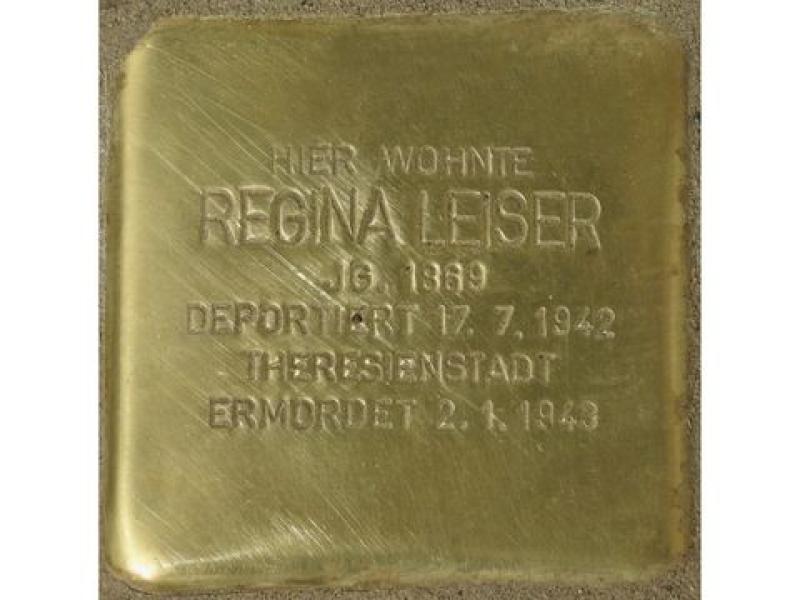 HIER WOHNTE
REGINA LEISER
JG. 1869
DEPORTIERT 17. 7. 1942
THERESIENSTADT
ERMORDET 2. 1. 1943